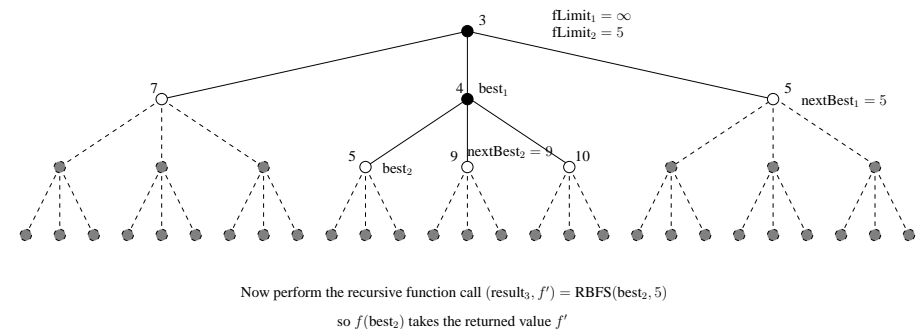 3
fLimit₁ = ∞
fLimit₂ = 5
7
4
best₁
5
nextBest₁ = 5
5
best₂
9
nextBest₂ = 9
10
Now perform the recursive function call (result₃, f′) = RBFS(best₂, 5)
so f(best₂) takes the returned value f′